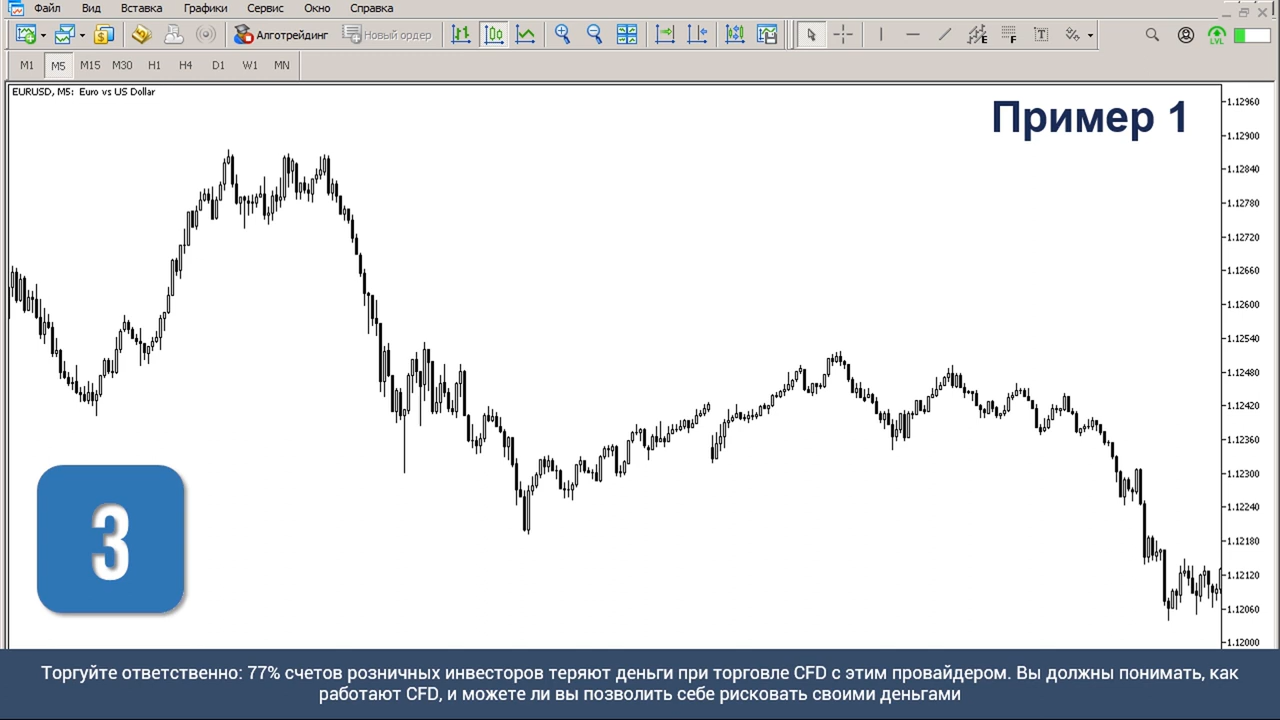 Файл Вид Вставка Графики Сервис Окно Справка
Алготрейдинг Новый ордер E F T LVL
M1 M5 M15 M30 H1 H4 D1 W1 MN
EURUSD, M5: Euro vs US Dollar
Пример 1
1.12960
1.12900
1.12840
1.12780
1.12720
1.12660
1.12600
1.12540
1.12480
1.12420
1.12360
1.12300
1.12240
1.12180
1.12120
1.12060
1.12000
3
Торгуйте ответственно: 77% счетов розничных инвесторов теряют деньги при торговле CFD с этим провайдером. Вы должны понимать, как
работают CFD, и можете ли вы позволить себе рисковать своими деньгами